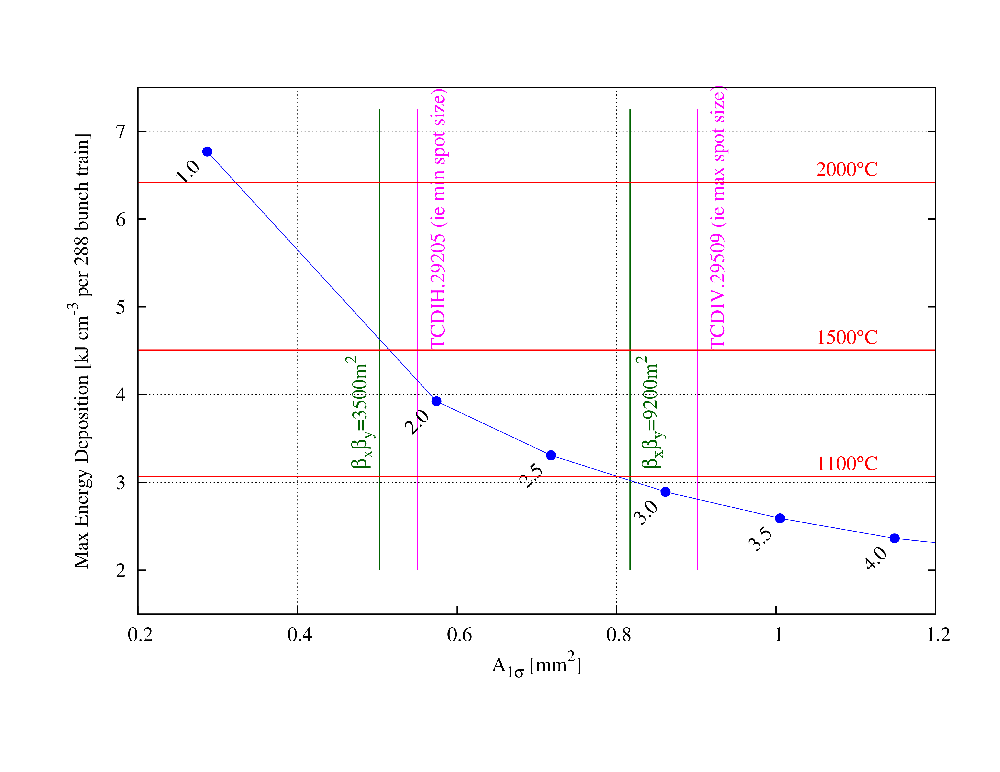 Max Energy Deposition [kJ cm-3 per 288 bunch train]
7
6
5
4
3
2
0.2
0.4
0.6
0.8
1
1.2
A1σ [mm2]
1.0
2.0
2.5
3.0
3.5
4.0
βxβy=3500m2
TCDIH.29205 (ie min spot size)
βxβy=9200m2
TCDIV.29509 (ie max spot size)
2000°C
1500°C
1100°C